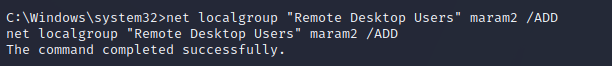 C:\Windows\system32>net localgroup "Remote Desktop Users" maram2 /ADD
net localgroup "Remote Desktop Users" maram2 /ADD
The command completed successfully.